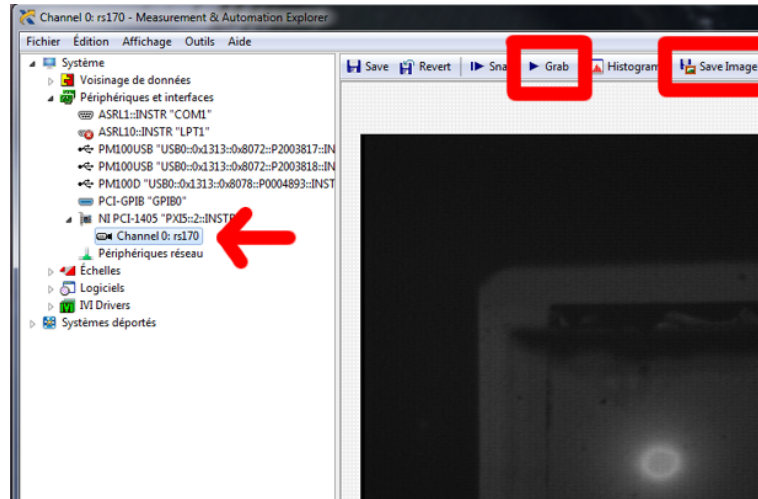 Channel 0: rs170 - Measurement & Automation Explorer
Fichier Édition Affichage Outils Aide
Save Revert Sna Grab Histogram Save Image
Système
Voisinage de données
Périphériques et interfaces
ASRL1::INSTR "COM1"
ASRL10::INSTR "LPT1"
PM100USB "USB0::0x1313::0x8072::P2003817::IN
PM100USB "USB0::0x1313::0x8072::P2003818::IN
PM100D "USB0::0x1313::0x8078::P0004893::INST
PCI-GPIB "GPIB0"
NI PCI-1405 "PXI5::2::INSTR
Channel 0: rs170
Périphériques réseau
Échelles
Logiciels
IVI Drivers
Systèmes déportés